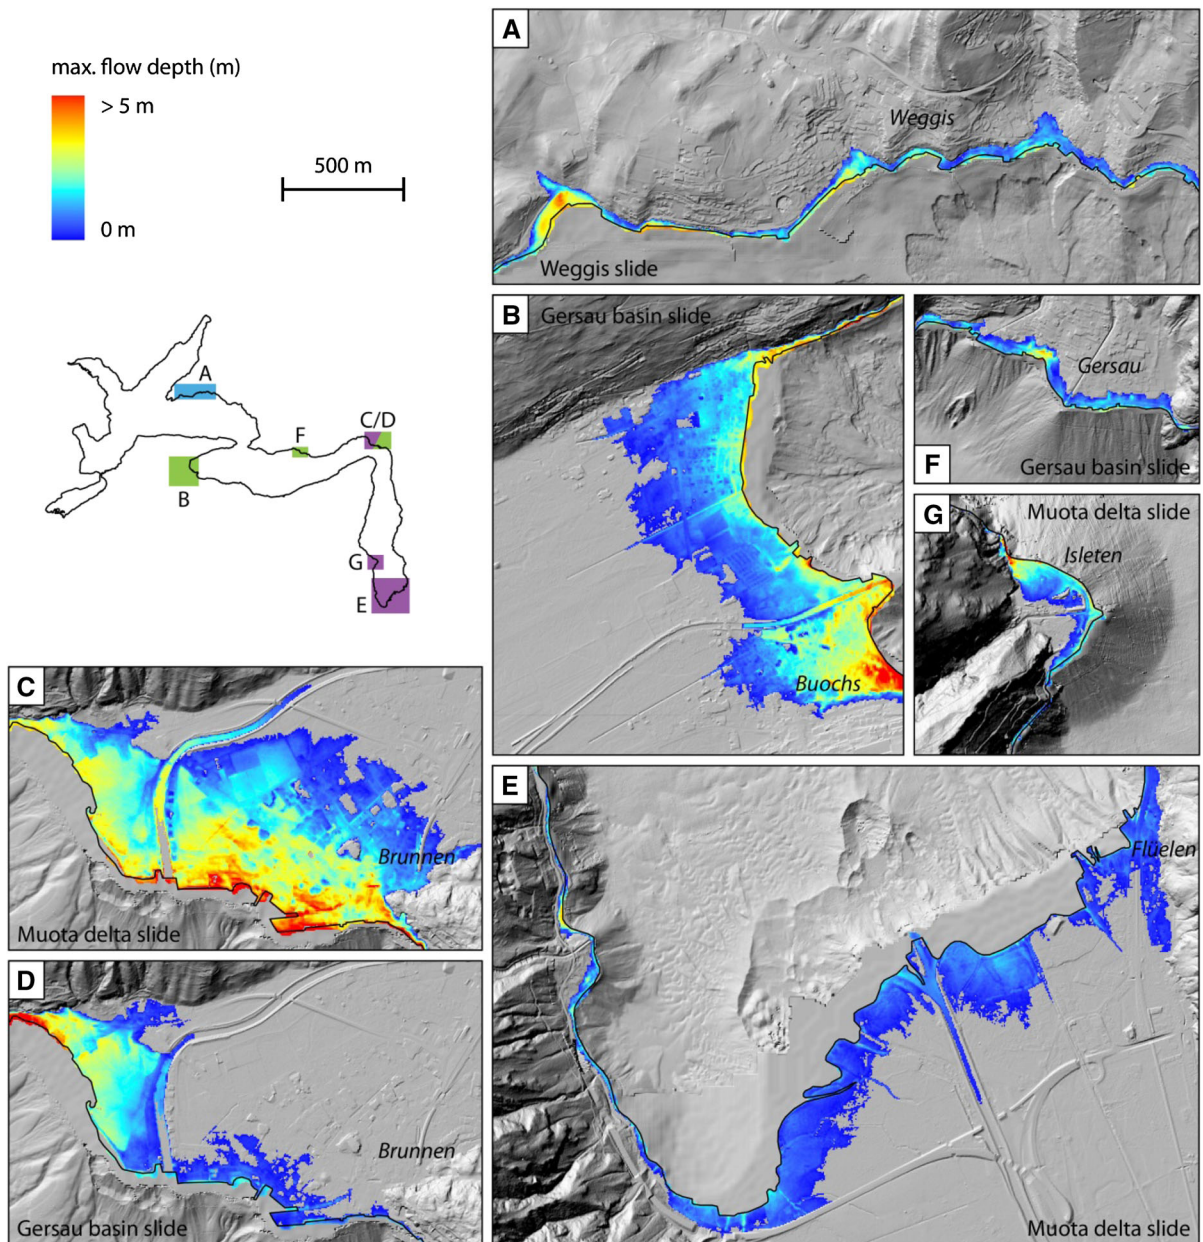 max. flow depth (m)
> 5 m
0 m
500 m
A
Weggis
Weggis slide
A
F
C/D
B
G
E
B
Gersau basin slide
Buochs
F
Gersau
Gersau basin slide
G
Muota delta slide
Isleten
C
Brunnen
Muota delta slide
D
Brunnen
Gersau basin slide
E
Flüelen
Muota delta slide